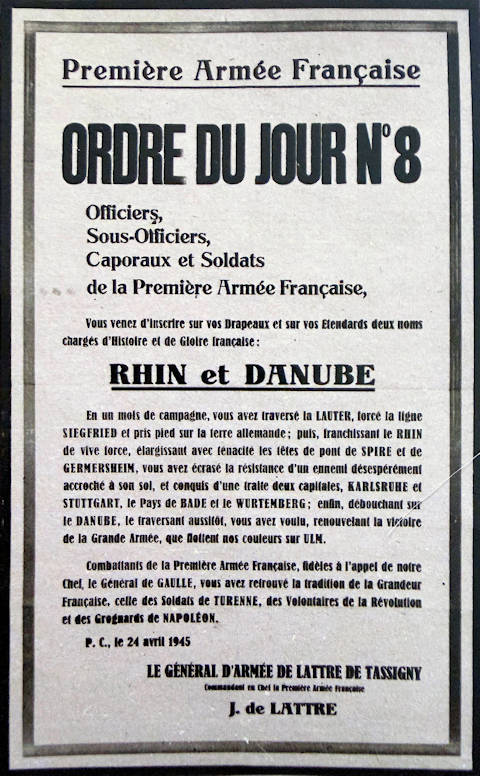 Première Armée Française
ORDRE DU JOUR Nº 8
Officiers,
Sous-Officiers,
Caporaux et Soldats
de la Première Armée Française,
Vous venez d'inscrire sur vos Drapeaux et sur vos Etendards deux noms
chargés d'Histoire et de Gloire française :
RHIN et DANUBE
En un mois de campagne, vous avez traversé la LAUTER, forcé la ligne
SIEGFRIED et pris pied sur la terre allemande ; puis, franchissant le RHIN
de vive force, élargissant avec ténacité les têtes de pont de SPIRE et de
GERMERSHEIM, vous avez écrasé la résistance d'un ennemi désespérément
accroché à son sol, et conquis d'une traite deux capitales, KARLSRUHE et
STUTTGART, le Pays de BADE et le WURTEMBERG ; enfin, débouchant sur
le DANUBE, le traversant aussitôt, vous avez voulu, renouvelant la victoire
de la Grande Armée, que flottent nos couleurs sur ULM.
Combattants de la Première Armée Française, fidèles à l'appel de notre
Chef, le Général de GAULLE, vous avez retrouvé la tradition de la Grandeur
Française, celle des Soldats de TURENNE, des Volontaires de la Révolution
et des Grognards de NAPOLÉON.
P. C., le 24 avril 1945
LE GÉNÉRAL D'ARMÉE DE LATTRE DE TASSIGNY
Commandant en Chef la Première Armée Française
J. de LATTRE